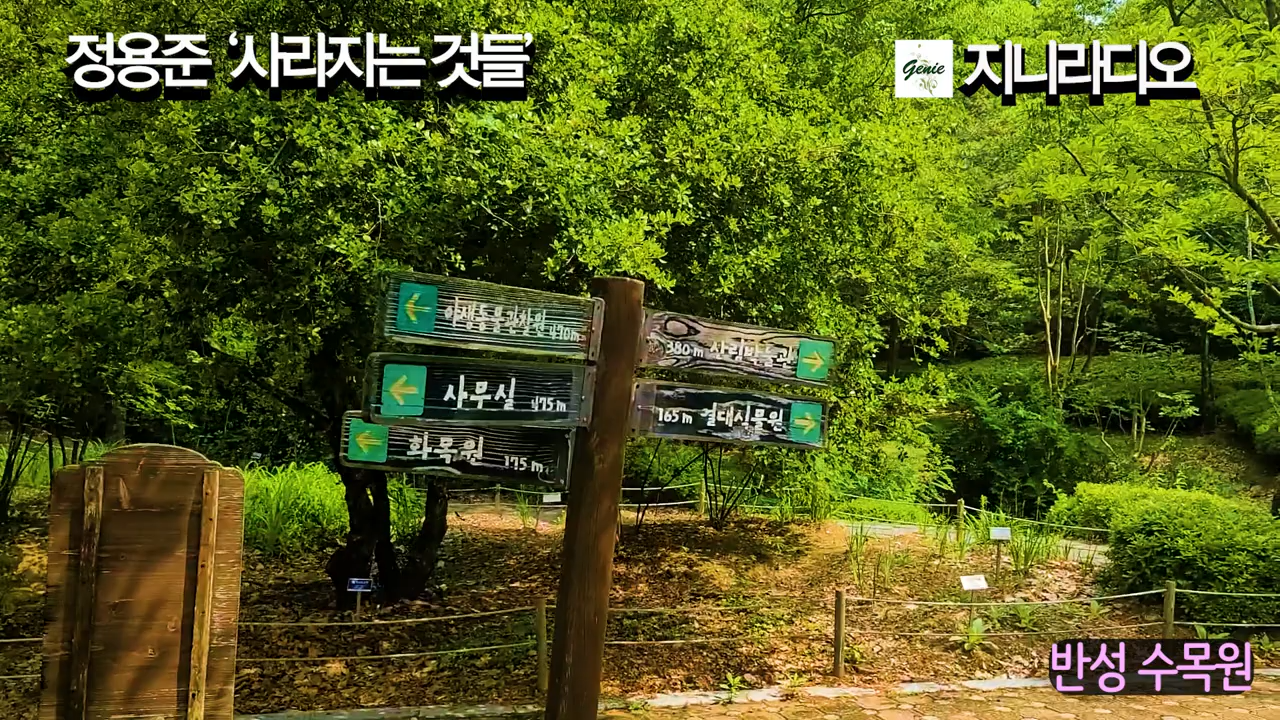 정용준 ‘사라지는 것들’
Genie 지니라디오
야생동물관찰원 470m
사무실 475m
화목원 175m
380m 산림박물관
165m 열대식물원
반성 수목원